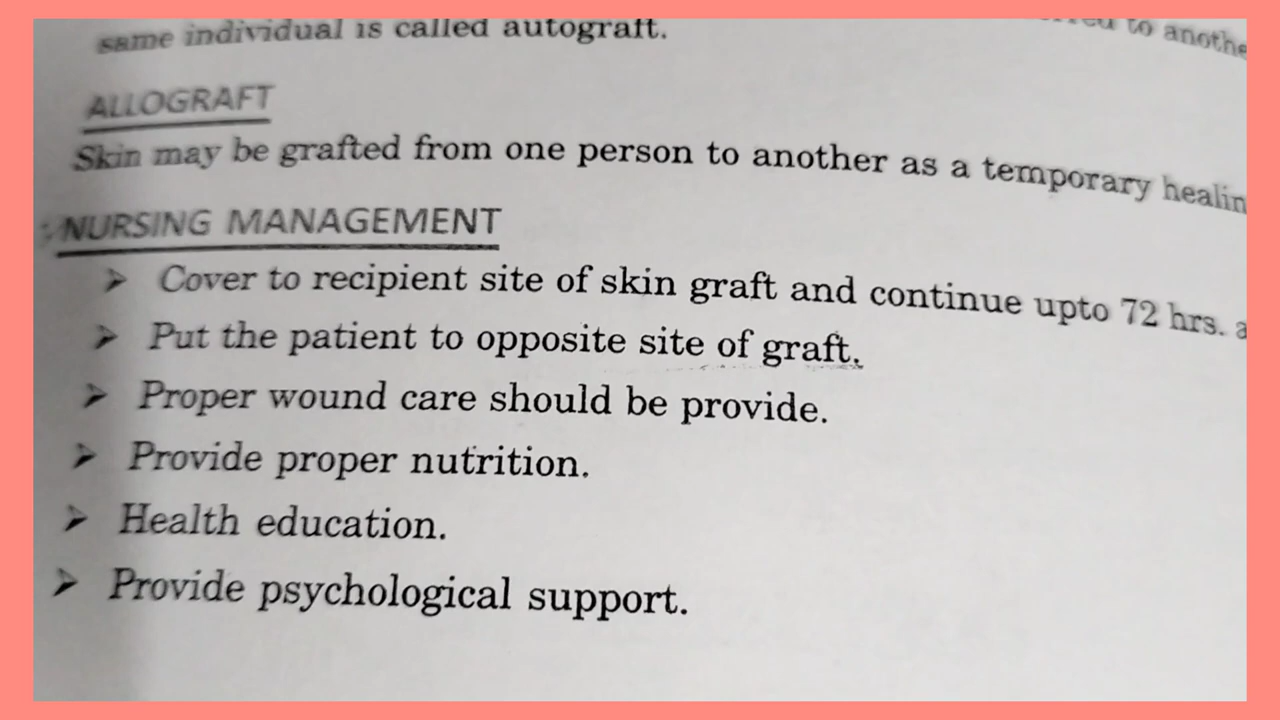 same individual is called autograft.
to
ALLOGRAFT
Skin may be grafted from one person to another as a temporary
NURSING MANAGEMENT
➢ Cover to recipient site of skin graft and continue upto 72 hrs.
➢ Put the patient to opposite site of graft.
➢ Proper wound care should be provide.
➢ Provide proper nutrition.
➢ Health education.
➢ Provide psychological support.